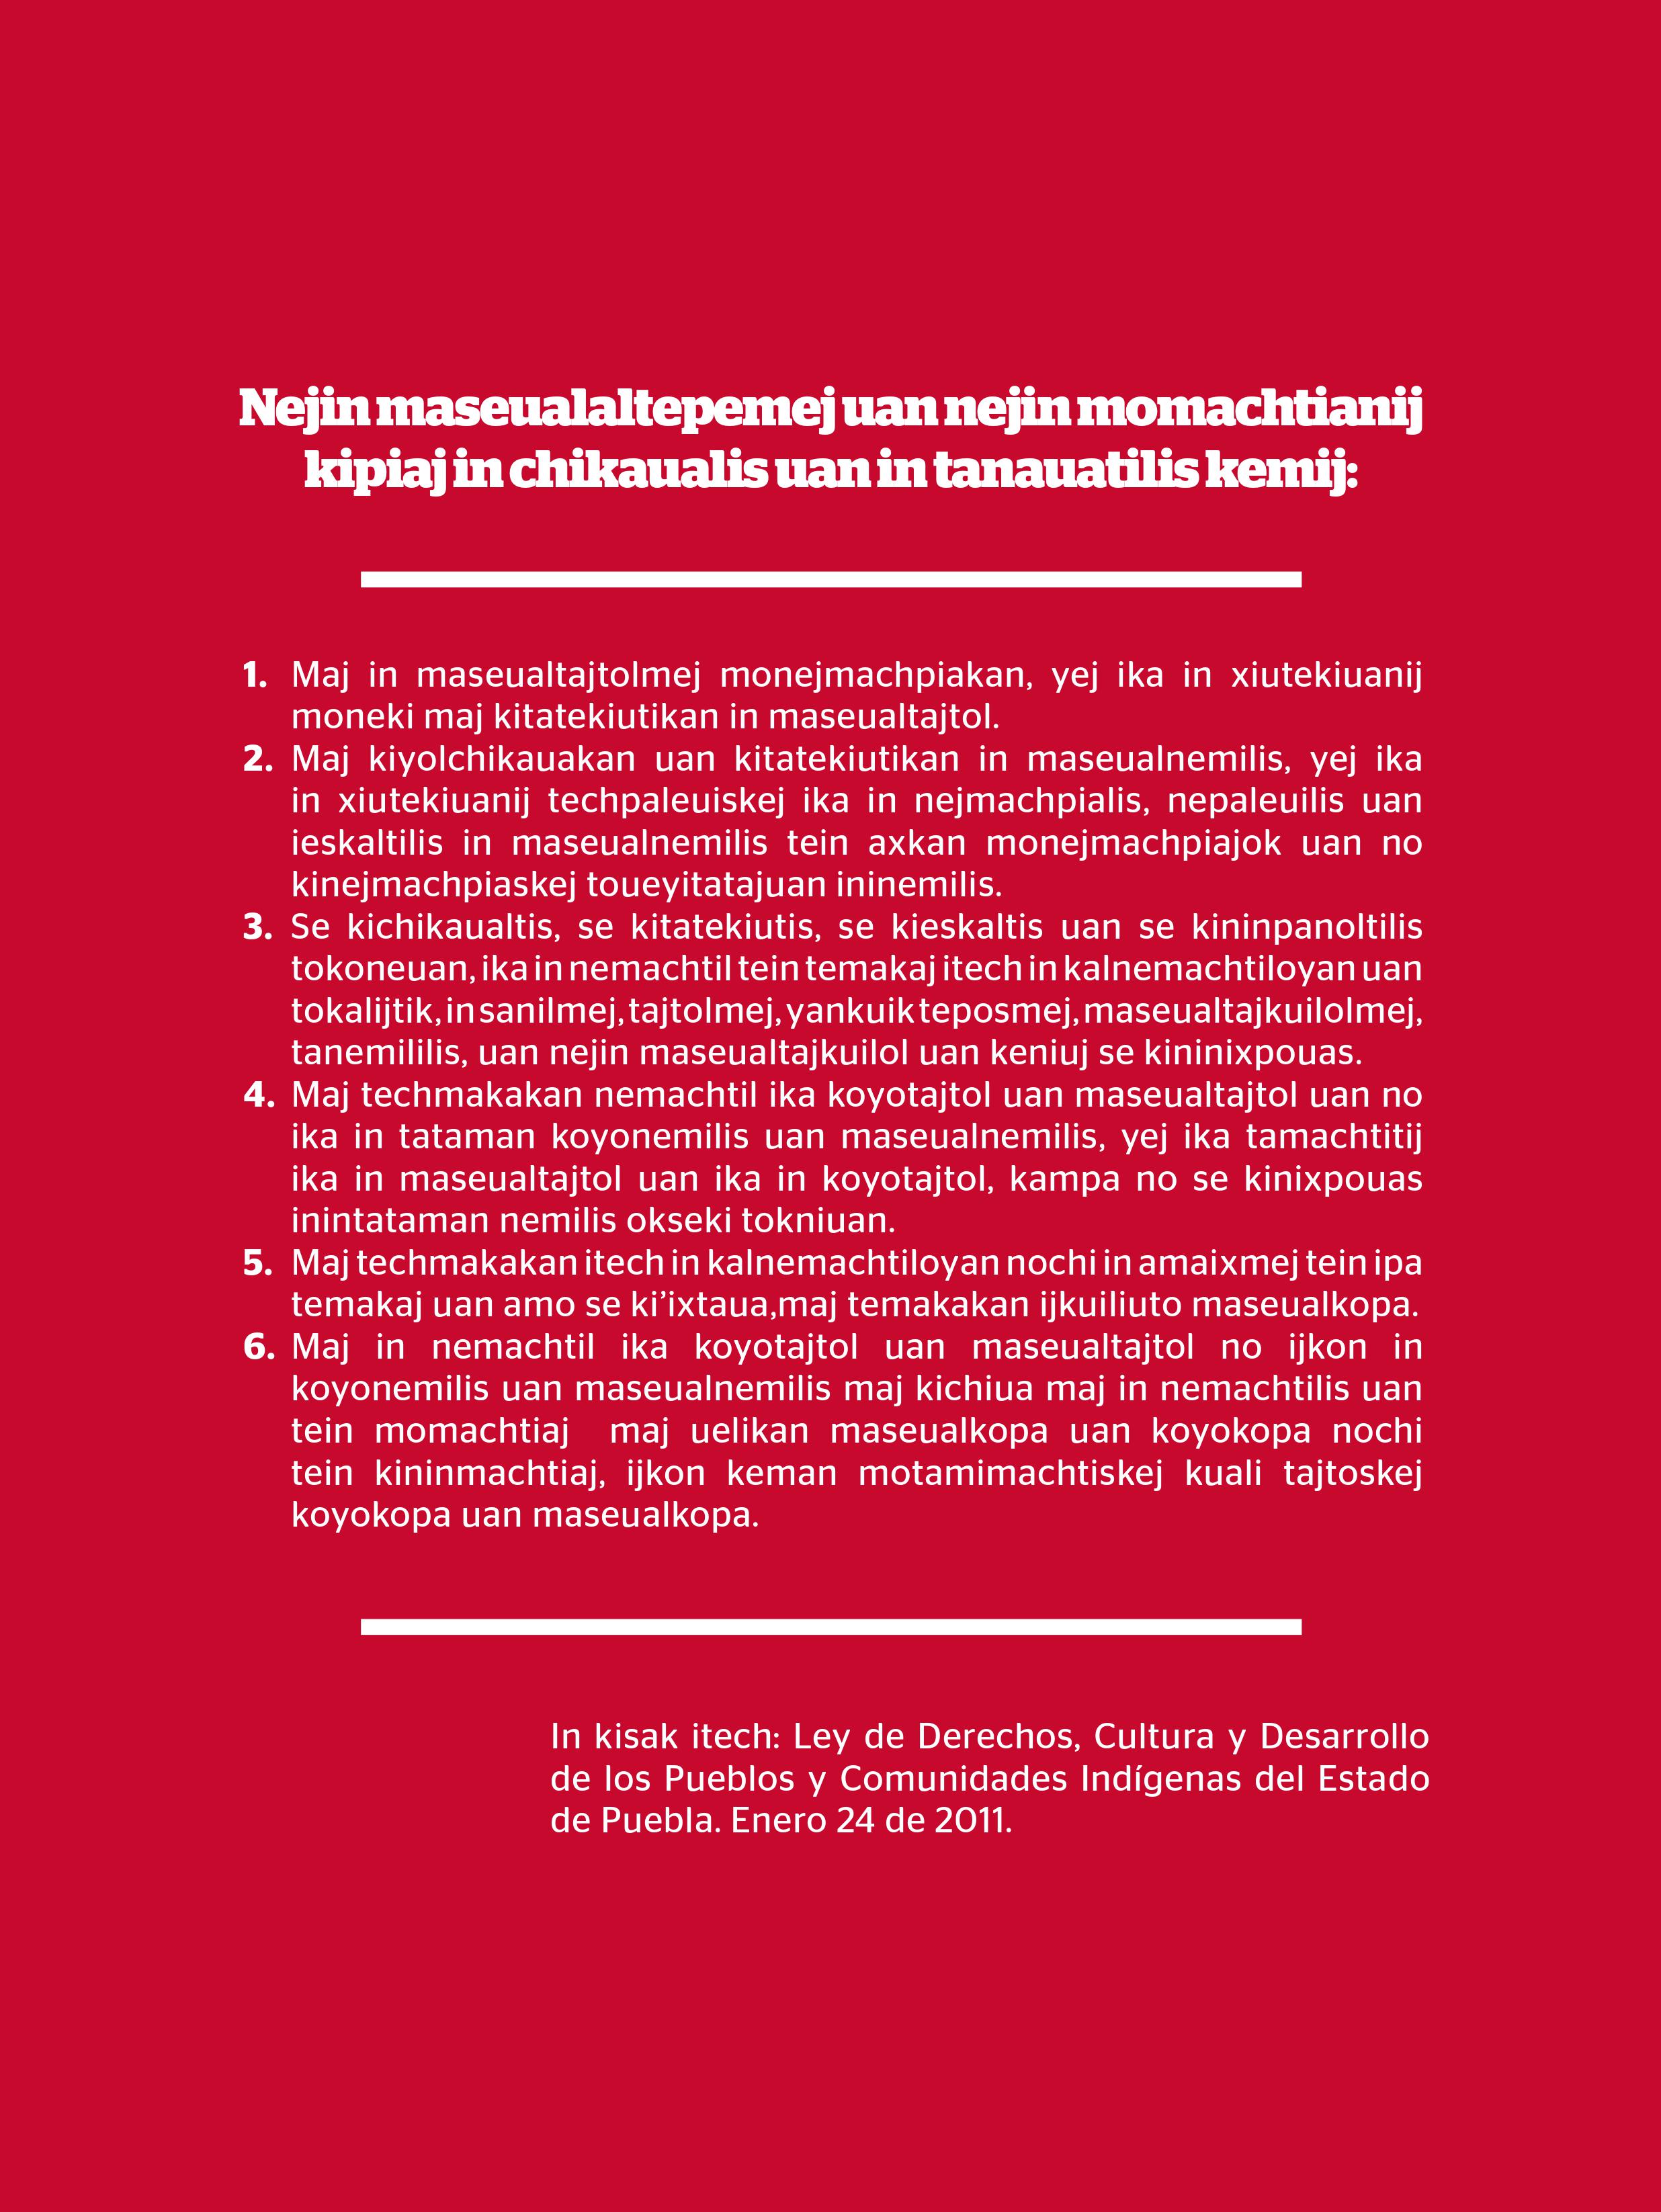 Nejin maseualaltepemej uan nejin momachtianij
kipiaj in chikaualis uan in tanauatilis kemij:
1. Maj in maseualtajtolmej monejmachpiakan, yej ika in xiutekiuanij
moneki maj kitatekiutikan in maseualtajtol.
2. Maj kiyolchikauakan uan kitatekiutikan in maseualnemilis, yej ika
in xiutekiuanij techpaleuiskej ika in nejmachpialis, nepaleuilis uan
ieskaltilis in maseualnemilis tein axkan monejmachpiajok uan no
kinejmachpiaskej toueyitatajuan ininemilis.
3. Se kichikaualtis, se kitatekiutis, se kieskaltis uan se kininpanoltilis
tokoneuan, ika in nemachtil tein temakaj itech in kalnemachtiloyan uan
tokalijtik, in sanilmej, tajtolmej, yankuik teposmej, maseualtajkuilolmej,
tanemililis, uan nejin maseualtajkuilol uan keniuj se kininixpouas.
4. Maj techmakakan nemachtil ika koyotajtol uan maseualtajtol uan no
ika in tataman koyonemilis uan maseualnemilis, yej ika tamachtitij
ika in maseualtajtol uan ika in koyotajtol, kampa no se kinixpouas
inintataman nemilis okseki tokniuan.
5. Maj techmakakan itech in kalnemachtiloyan nochi in amaixmej tein ipa
temakaj uan amo se ki’ixtaua,maj temakakan ijkuiliuto maseualkopa.
6. Maj in nemachtil ika koyotajtol uan maseualtajtol no ijkon in
koyonemilis uan maseualnemilis maj kichiua maj in nemachtilis uan
tein momachtiaj maj uelikan maseualkopa uan koyokopa nochi
tein kininmachtiaj, ijkon keman motamimachtiskej kuali tajtoskej
koyokopa uan maseualkopa.
In kisak itech: Ley de Derechos, Cultura y Desarrollo
de los Pueblos y Comunidades Indígenas del Estado
de Puebla. Enero 24 de 2011.